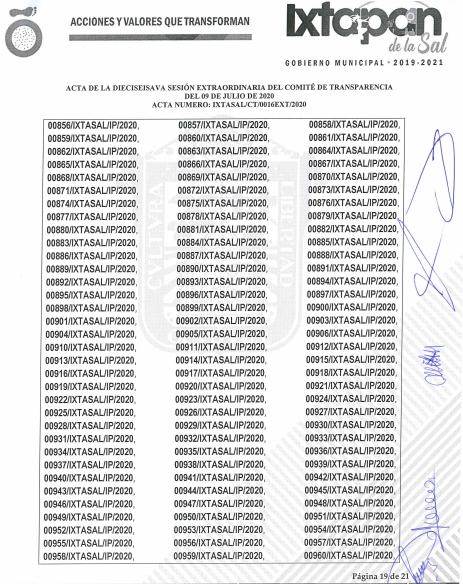 ACCIONES Y VALORES QUE TRANSFORMAN
Ixtapan
de la Sal
GOBIERNO MUNICIPAL • 2019-2021
ACTA DE LA DIECISEISAVA SESIÓN EXTRAORDINARIA DEL COMITÉ DE TRANSPARENCIA
DEL 09 DE JULIO DE 2020
ACTA NUMERO: IXTASAL/CT/0016EXT/2020
00856/IXTASAL/IP/2020, 00857/IXTASAL/IP/2020, 00858/IXTASAL/IP/2020,
00859/IXTASAL/IP/2020, 00860/IXTASAL/IP/2020, 00861/IXTASAL/IP/2020,
00862/IXTASAL/IP/2020, 00863/IXTASAL/IP/2020, 00864/IXTASAL/IP/2020,
00865/IXTASAL/IP/2020, 00866/IXTASAL/IP/2020, 00867/IXTASAL/IP/2020,
00868/IXTASAL/IP/2020, 00869/IXTASAL/IP/2020, 00870/IXTASAL/IP/2020,
00871/IXTASAL/IP/2020, 00872/IXTASAL/IP/2020, 00873/IXTASAL/IP/2020,
00874/IXTASAL/IP/2020, 00875/IXTASAL/IP/2020, 00876/IXTASAL/IP/2020,
00877/IXTASAL/IP/2020, 00878/IXTASAL/IP/2020, 00879/IXTASAL/IP/2020,
00880/IXTASAL/IP/2020, 00881/IXTASAL/IP/2020, 00882/IXTASAL/IP/2020,
00883/IXTASAL/IP/2020, 00884/IXTASAL/IP/2020, 00885/IXTASAL/IP/2020,
00886/IXTASAL/IP/2020, 00887/IXTASAL/IP/2020, 00888/IXTASAL/IP/2020,
00889/IXTASAL/IP/2020, 00890/IXTASAL/IP/2020, 00891/IXTASAL/IP/2020,
00892/IXTASAL/IP/2020, 00893/IXTASAL/IP/2020, 00894/IXTASAL/IP/2020,
00895/IXTASAL/IP/2020, 00896/IXTASAL/IP/2020, 00897/IXTASAL/IP/2020,
00898/IXTASAL/IP/2020, 00899/IXTASAL/IP/2020, 00900/IXTASAL/IP/2020,
00901/IXTASAL/IP/2020, 00902/IXTASAL/IP/2020, 00903/IXTASAL/IP/2020,
00904/IXTASAL/IP/2020, 00905/IXTASAL/IP/2020, 00906/IXTASAL/IP/2020,
00910/IXTASAL/IP/2020, 00911/IXTASAL/IP/2020, 00912/IXTASAL/IP/2020,
00913/IXTASAL/IP/2020, 00914/IXTASAL/IP/2020, 00915/IXTASAL/IP/2020,
00916/IXTASAL/IP/2020, 00917/IXTASAL/IP/2020, 00918/IXTASAL/IP/2020,
00919/IXTASAL/IP/2020, 00920/IXTASAL/IP/2020, 00921/IXTASAL/IP/2020,
00922/IXTASAL/IP/2020, 00923/IXTASAL/IP/2020, 00924/IXTASAL/IP/2020,
00925/IXTASAL/IP/2020, 00926/IXTASAL/IP/2020, 00927/IXTASAL/IP/2020,
00928/IXTASAL/IP/2020, 00929/IXTASAL/IP/2020, 00930/IXTASAL/IP/2020,
00931/IXTASAL/IP/2020, 00932/IXTASAL/IP/2020, 00933/IXTASAL/IP/2020,
00934/IXTASAL/IP/2020, 00935/IXTASAL/IP/2020, 00936/IXTASAL/IP/2020,
00937/IXTASAL/IP/2020, 00938/IXTASAL/IP/2020, 00939/IXTASAL/IP/2020,
00940/IXTASAL/IP/2020, 00941/IXTASAL/IP/2020, 00942/IXTASAL/IP/2020,
00943/IXTASAL/IP/2020, 00944/IXTASAL/IP/2020, 00945/IXTASAL/IP/2020,
00946/IXTASAL/IP/2020, 00947/IXTASAL/IP/2020, 00948/IXTASAL/IP/2020,
00949/IXTASAL/IP/2020, 00950/IXTASAL/IP/2020, 00951/IXTASAL/IP/2020,
00952/IXTASAL/IP/2020, 00953/IXTASAL/IP/2020, 00954/IXTASAL/IP/2020,
00955/IXTASAL/IP/2020, 00956/IXTASAL/IP/2020, 00957/IXTASAL/IP/2020,
00958/IXTASAL/IP/2020, 00959/IXTASAL/IP/2020, 00960/IXTASAL/IP/2020,
CVLTVRA
LIBERTAD
Página 19 de 21